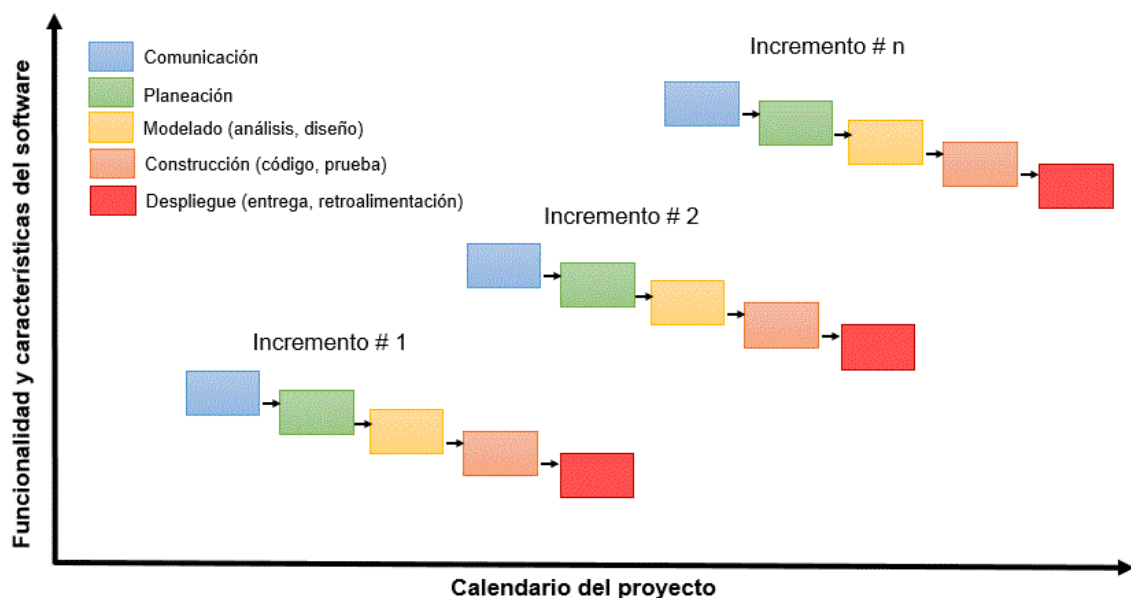 Funcionalidad y características del software
Comunicación
Planeación
Modelado (análisis, diseño)
Construcción (código, prueba)
Despliegue (entrega, retroalimentación)
Incremento # n
Incremento # 2
Incremento # 1
Calendario del proyecto